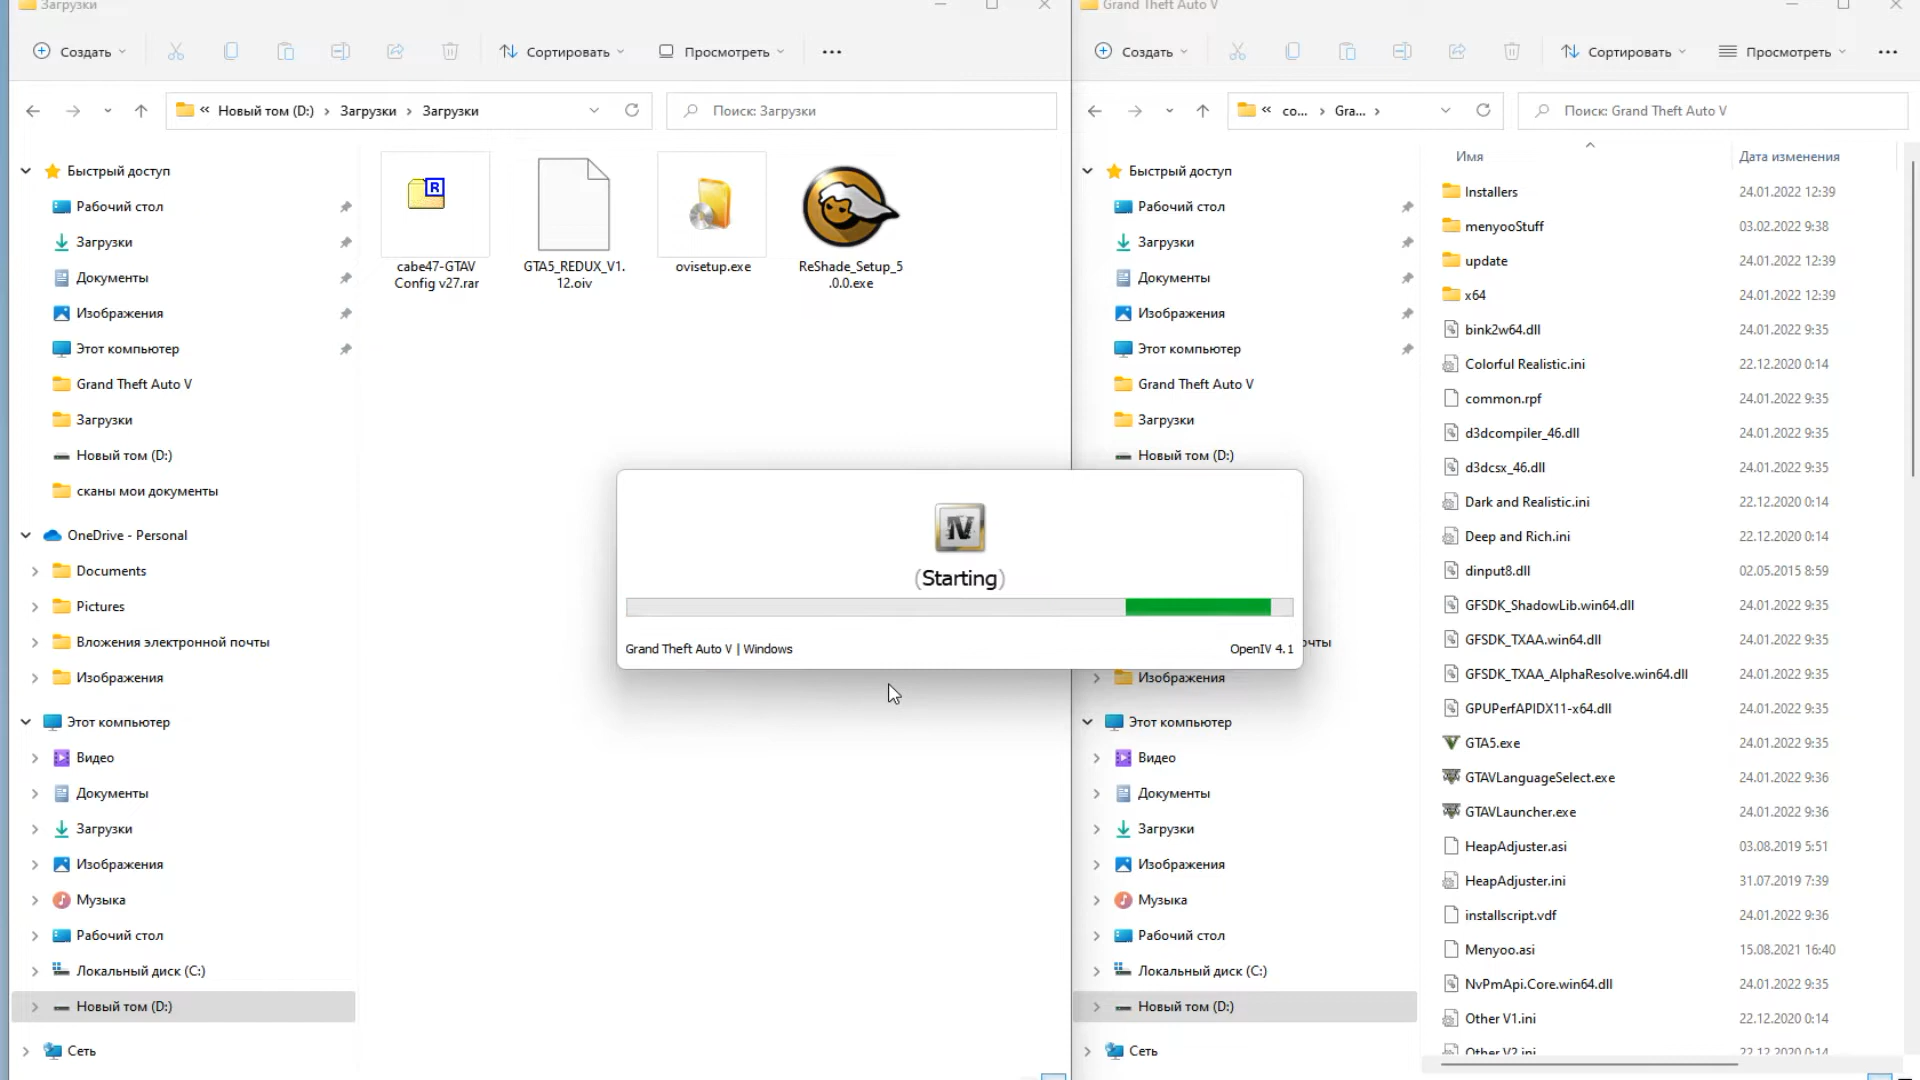 Загрузки
Создать
Сортировать
Просмотреть
« Новый том (D:) › Загрузки › Загрузки
Поиск: Загрузки
Быстрый доступ
Рабочий стол
Загрузки
Документы
Изображения
Этот компьютер
Grand Theft Auto V
Загрузки
Новый том (D:)
сканы мои документы
OneDrive - Personal
Documents
Pictures
Вложения электронной почты
Изображения
Этот компьютер
Видео
Документы
Загрузки
Изображения
Музыка
Рабочий стол
Локальный диск (C:)
Новый том (D:)
Сеть
R
cabe47-GTAV
Config v27.rar
GTA5_REDUX_V1.
12.oiv
ovisetup.exe
ReShade_Setup_5
.0.0.exe
IV
(Starting)
Grand Theft Auto V | Windows
OpenIV 4.1
Grand Theft Auto V
Создать
Сортировать
Просмотреть
« co... › Gra... ›
Поиск: Grand Theft Auto V
Быстрый доступ
Рабочий стол
Загрузки
Документы
Изображения
Этот компьютер
Grand Theft Auto V
Загрузки
Новый том (D:)
очты
Изображения
Этот компьютер
Видео
Документы
Загрузки
Изображения
Музыка
Рабочий стол
Локальный диск (C:)
Новый том (D:)
Сеть
Имя Дата изменения
Installers 24.01.2022 12:39
menyooStuff 03.02.2022 9:38
update 24.01.2022 12:39
x64 24.01.2022 12:39
bink2w64.dll 24.01.2022 9:35
Colorful Realistic.ini 22.12.2020 0:14
common.rpf 24.01.2022 9:35
d3dcompiler_46.dll 24.01.2022 9:35
d3dcsx_46.dll 24.01.2022 9:35
Dark and Realistic.ini 22.12.2020 0:14
Deep and Rich.ini 22.12.2020 0:14
dinput8.dll 02.05.2015 8:59
GFSDK_ShadowLib.win64.dll 24.01.2022 9:35
GFSDK_TXAA.win64.dll 24.01.2022 9:35
GFSDK_TXAA_AlphaResolve.win64.dll 24.01.2022 9:35
GPUPerfAPIDX11-x64.dll 24.01.2022 9:35
GTA5.exe 24.01.2022 9:35
GTAVLanguageSelect.exe 24.01.2022 9:36
GTAVLauncher.exe 24.01.2022 9:36
HeapAdjuster.asi 03.08.2019 5:51
HeapAdjuster.ini 31.07.2019 7:39
installscript.vdf 24.01.2022 9:36
Menyoo.asi 15.08.2021 16:40
NvPmApi.Core.win64.dll 24.01.2022 9:35
Other V1.ini 22.12.2020 0:14
Other V2.ini 22.12.2020 0:14